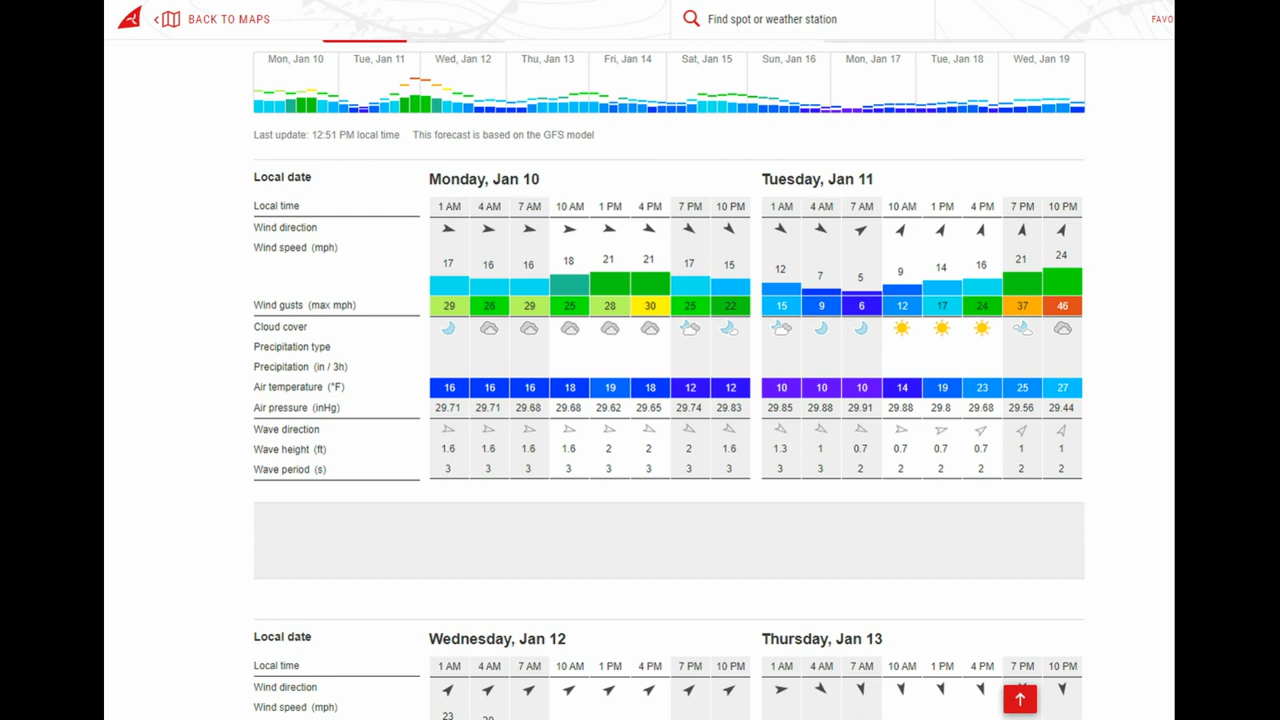 BACK TO MAPS
Find spot or weather station
FAVO
Mon, Jan 10 Tue, Jan 11 Wed, Jan 12 Thu, Jan 13 Fri, Jan 14 Sat, Jan 15 Sun, Jan 16 Mon, Jan 17 Tue, Jan 18 Wed, Jan 19
Last update: 12:51 PM local time This forecast is based on the GFS model
Local date Monday, Jan 10 Tuesday, Jan 11
Local time 1 AM 4 AM 7 AM 10 AM 1 PM 4 PM 7 PM 10 PM 1 AM 4 AM 7 AM 10 AM 1 PM 4 PM 7 PM 10 PM
Wind direction
Wind speed (mph) 17 16 16 18 21 21 17 15 12 7 5 9 14 16 21 24
Wind gusts (max mph) 29 26 29 25 28 30 25 22 15 9 6 12 17 24 37 46
Cloud cover
Precipitation type
Precipitation (in / 3h)
Air temperature (°F) 16 16 16 18 19 18 12 12 10 10 10 14 19 23 25 27
Air pressure (inHg) 29.71 29.71 29.68 29.68 29.62 29.65 29.74 29.83 29.85 29.88 29.91 29.88 29.8 29.68 29.56 29.44
Wave direction
Wave height (ft) 1.6 1.6 1.6 1.6 2 2 2 1.6 1.3 1 0.7 0.7 0.7 0.7 1 1
Wave period (s) 3 3 3 3 3 3 3 3 3 3 2 2 2 2 2 2
Local date Wednesday, Jan 12 Thursday, Jan 13
Local time 1 AM 4 AM 7 AM 10 AM 1 PM 4 PM 7 PM 10 PM 1 AM 4 AM 7 AM 10 AM 1 PM 4 PM 7 PM 10 PM
Wind direction
Wind speed (mph) 23